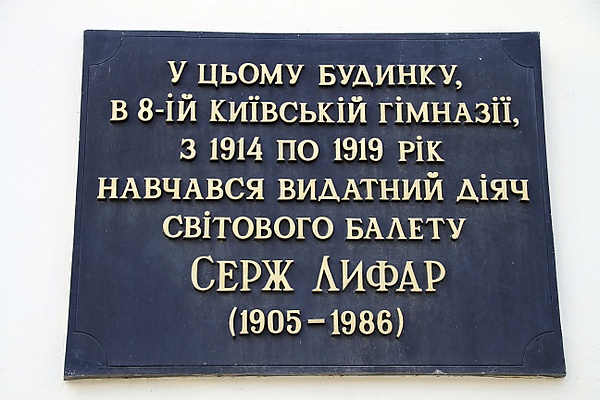 У ЦЬОМУ БУДИНКУ,
В 8-ІЙ КИЇВСЬКІЙ ГІМНАЗІЇ,
З 1914 ПО 1919 РІК
НАВЧАВСЯ ВИДАТНИЙ ДІЯЧ
СВІТОВОГО БАЛЕТУ
СЕРЖ ЛИФАР
(1905–1986)